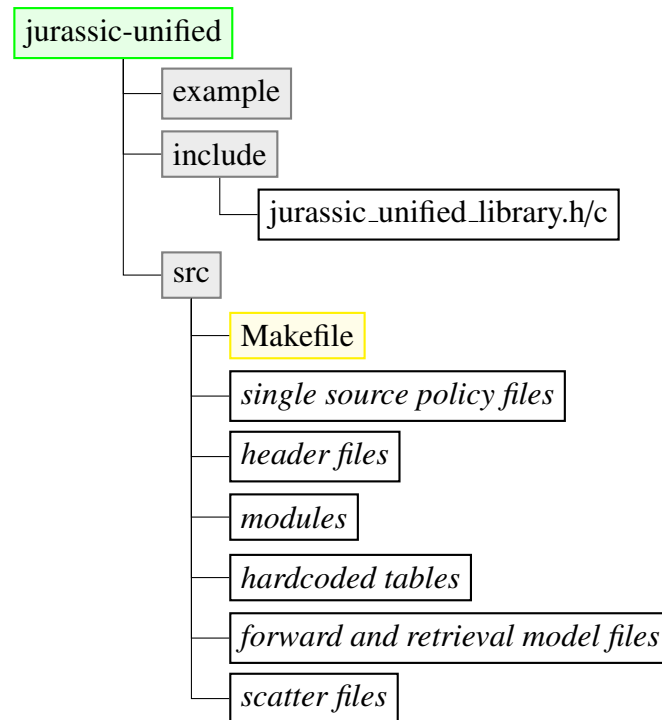 jurassic-unified
example
include
jurassic_unified_library.h/c
src
Makefile
single source policy files
header files
modules
hardcoded tables
forward and retrieval model files
scatter files